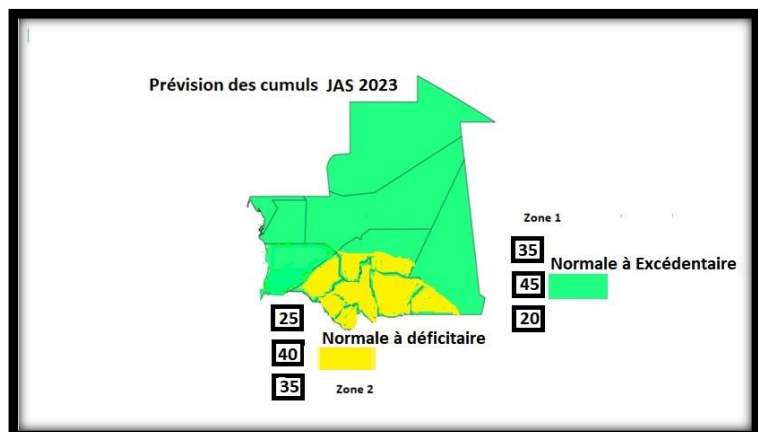 Prévision des cumuls JAS 2023
Zone 1
35
Normale à Excédentaire
45
20
25
Normale à déficitaire
40
35
Zone 2